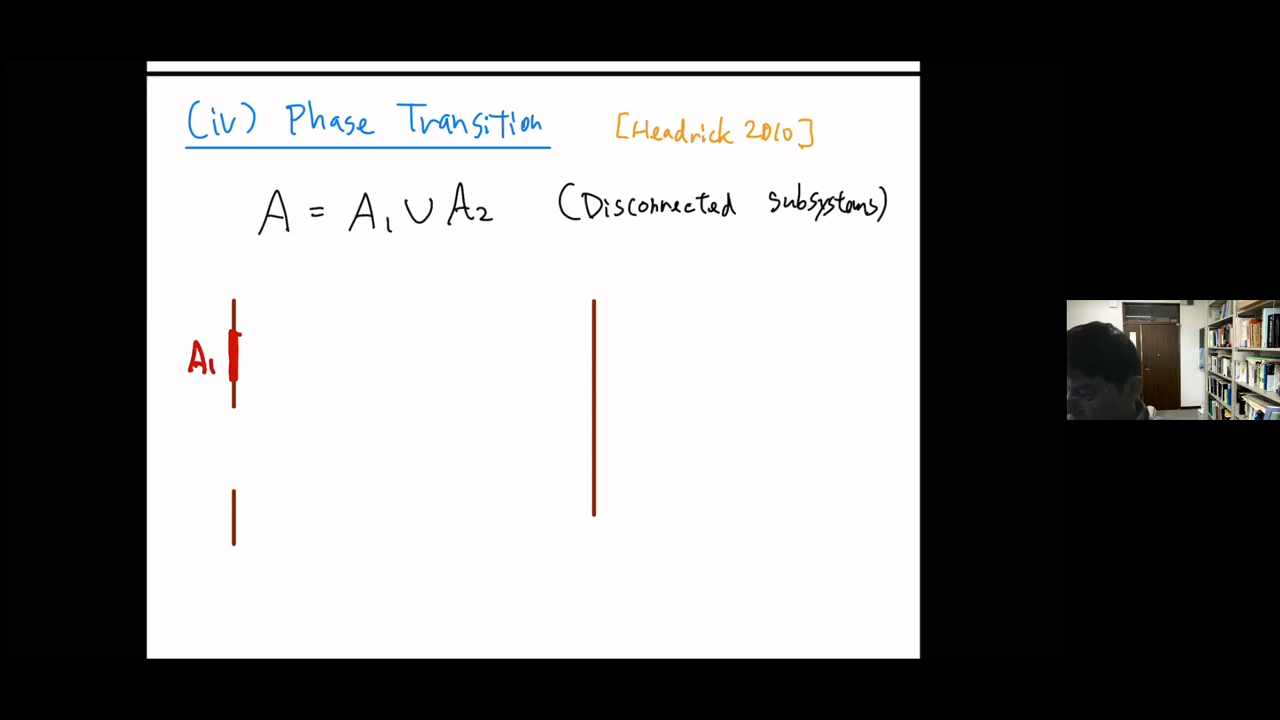 (iv) Phase Transition [Headrick 2010]
A = A₁ ∪ A₂ (Disconnected subsystems)
A₁